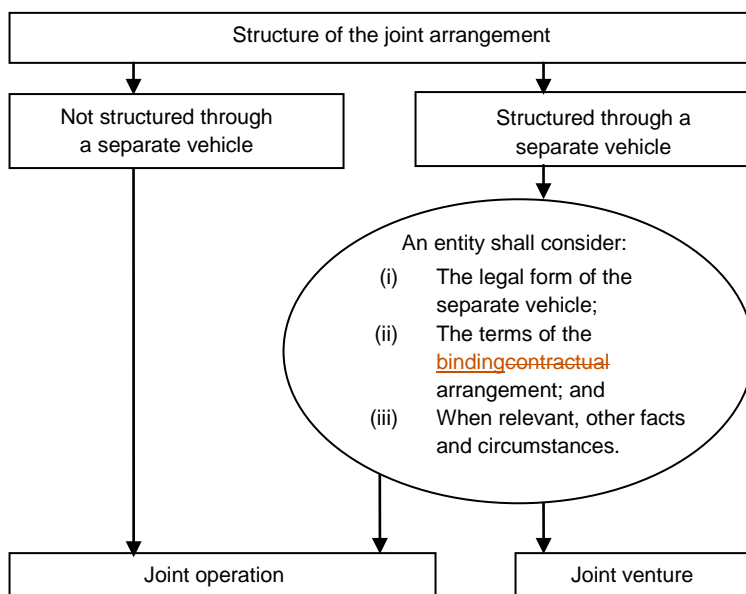 Structure of the joint arrangement
Not structured through
a separate vehicle
Structured through a
separate vehicle
An entity shall consider:
(i) The legal form of the
separate vehicle;
(ii) The terms of the
bindingcontractual
arrangement; and
(iii) When relevant, other facts
and circumstances.
Joint operation
Joint venture